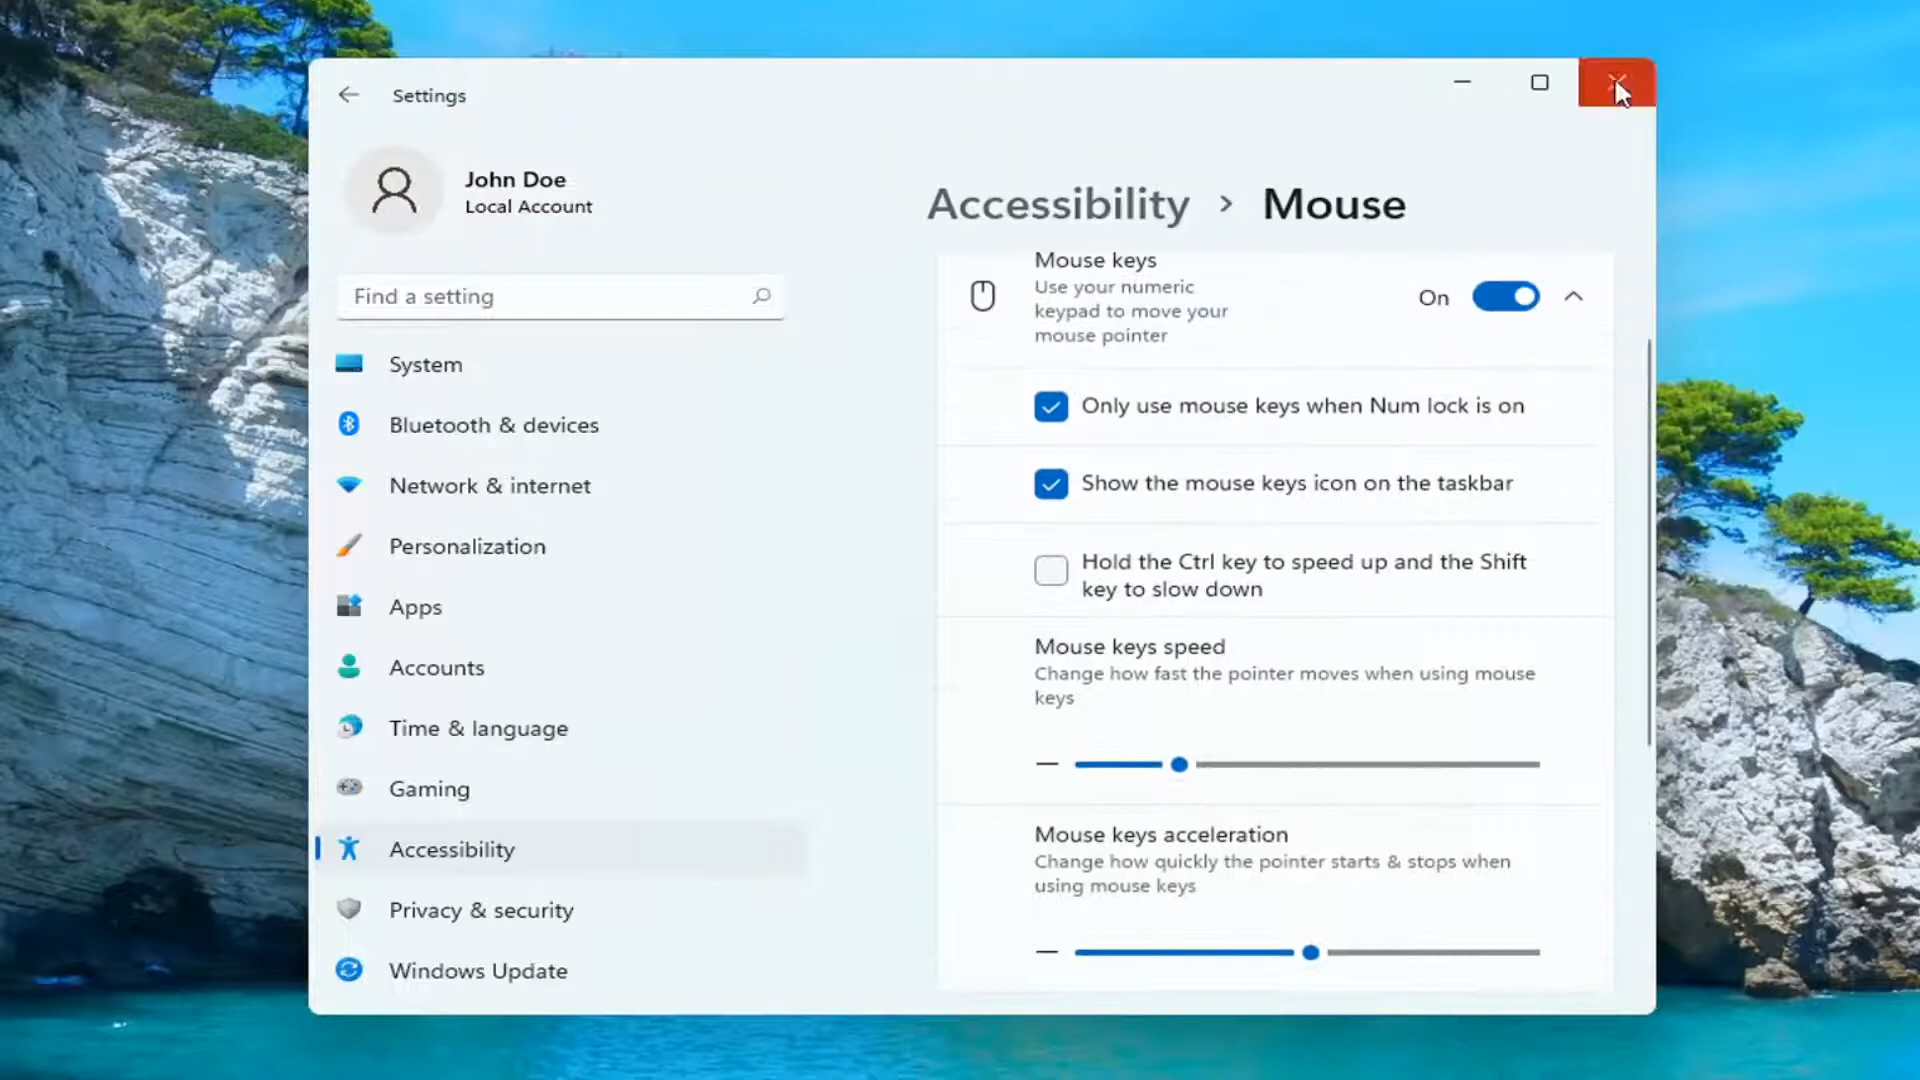 Settings
John Doe
Local Account
Find a setting
System
Bluetooth & devices
Network & internet
Personalization
Apps
Accounts
Time & language
Gaming
Accessibility
Privacy & security
Windows Update
Accessibility > Mouse
Mouse keys
Use your numeric
keypad to move your
mouse pointer
On
Only use mouse keys when Num lock is on
Show the mouse keys icon on the taskbar
Hold the Ctrl key to speed up and the Shift
key to slow down
Mouse keys speed
Change how fast the pointer moves when using mouse
keys
Mouse keys acceleration
Change how quickly the pointer starts & stops when
using mouse keys